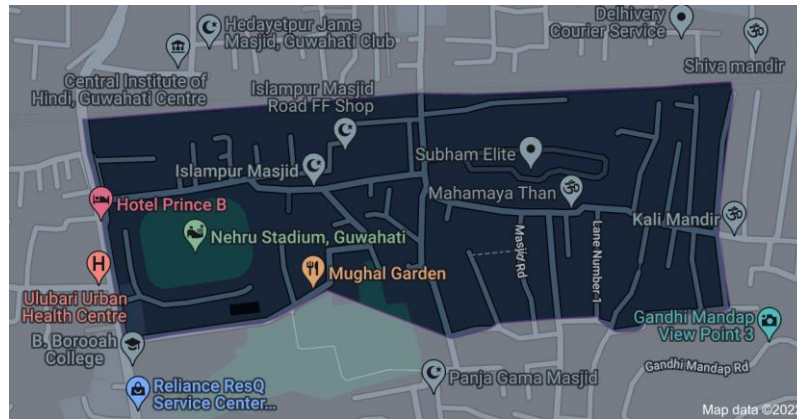 Hedayetpur Jame
Masjid, Guwahati Club
Delhivery
Courier Service
Central Institute of
Hindi, Guwahati Centre
Shiva mandir
Islampur Masjid
Road FF Shop
Islampur Masjid
Subham Elite
Mahamaya Than
Hotel Prince B
Kali Mandir
Nehru Stadium, Guwahati
Masjid Rd
Lane Number-1
H
Mughal Garden
Ulubari Urban
Health Centre
Gandhi Mandap
View Point 3
B. Borooah
College
Gandhi Mandap Rd
Reliance ResQ
Service Center...
Panja Gama Masjid
Map data ©202